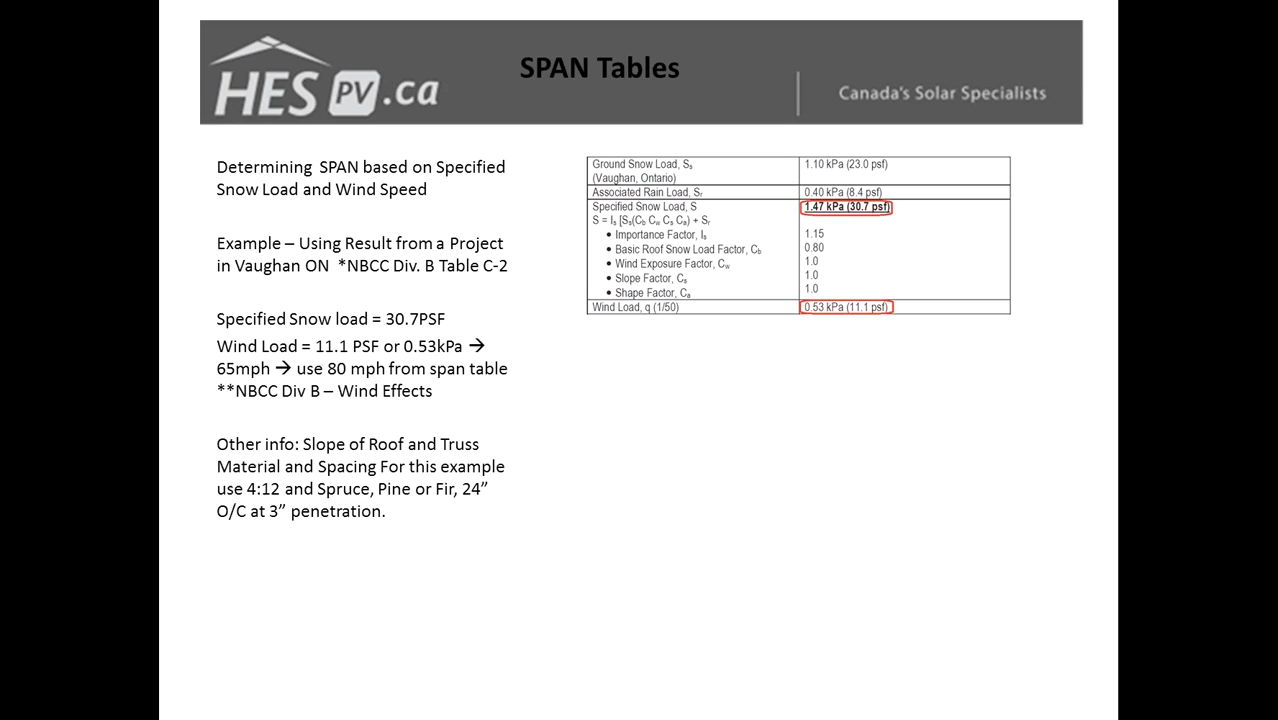 HES PV.ca
SPAN Tables
Canada's Solar Specialists
Determining SPAN based on Specified
Snow Load and Wind Speed
Example – Using Result from a Project
in Vaughan ON *NBCC Div. B Table C-2
Specified Snow load = 30.7PSF
Wind Load = 11.1 PSF or 0.53kPa →
65mph → use 80 mph from span table
**NBCC Div B – Wind Effects
Other info: Slope of Roof and Truss
Material and Spacing For this example
use 4:12 and Spruce, Pine or Fir, 24”
O/C at 3” penetration.
Ground Snow Load, Ss 1.10 kPa (23.0 psf)
(Vaughan, Ontario)
Associated Rain Load, Sr 0.40 kPa (8.4 psf)
Specified Snow Load, S 1.47 kPa (30.7 psf)
S = Is [Ss(Cb Cw Cs Ca) + Sr
• Importance Factor, Is 1.15
• Basic Roof Snow Load Factor, Cb 0.80
• Wind Exposure Factor, Cw 1.0
• Slope Factor, Cs 1.0
• Shape Factor, Ca 1.0
Wind Load, q (1/50) 0.53 kPa (11.1 psf)